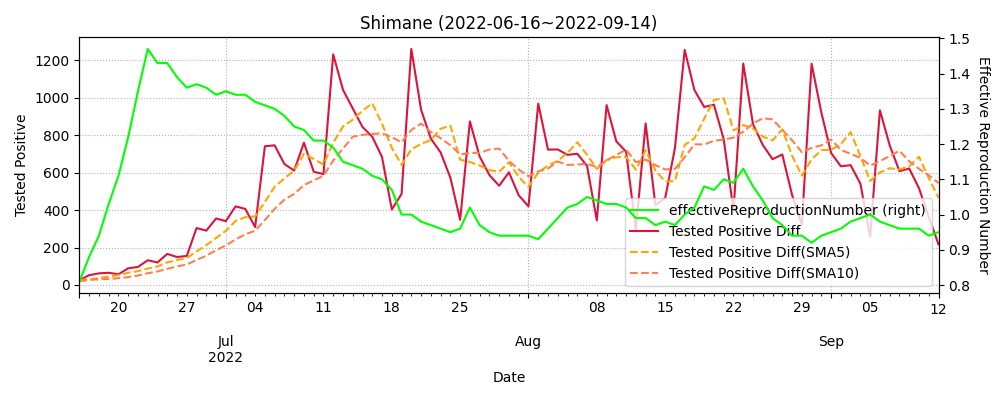 Shimane (2022-06-16~2022-09-14)
Tested Positive
0
200
400
600
800
1000
1200
0.8
0.9
1.0
1.1
1.2
1.3
1.4
1.5
Effective Reproduction Number
effectiveReproductionNumber (right)
Tested Positive Diff
Tested Positive Diff(SMA5)
Tested Positive Diff(SMA10)
20 27 04 11 18 25 08 15 22 29 05 12
Jul Aug Sep
2022
Date